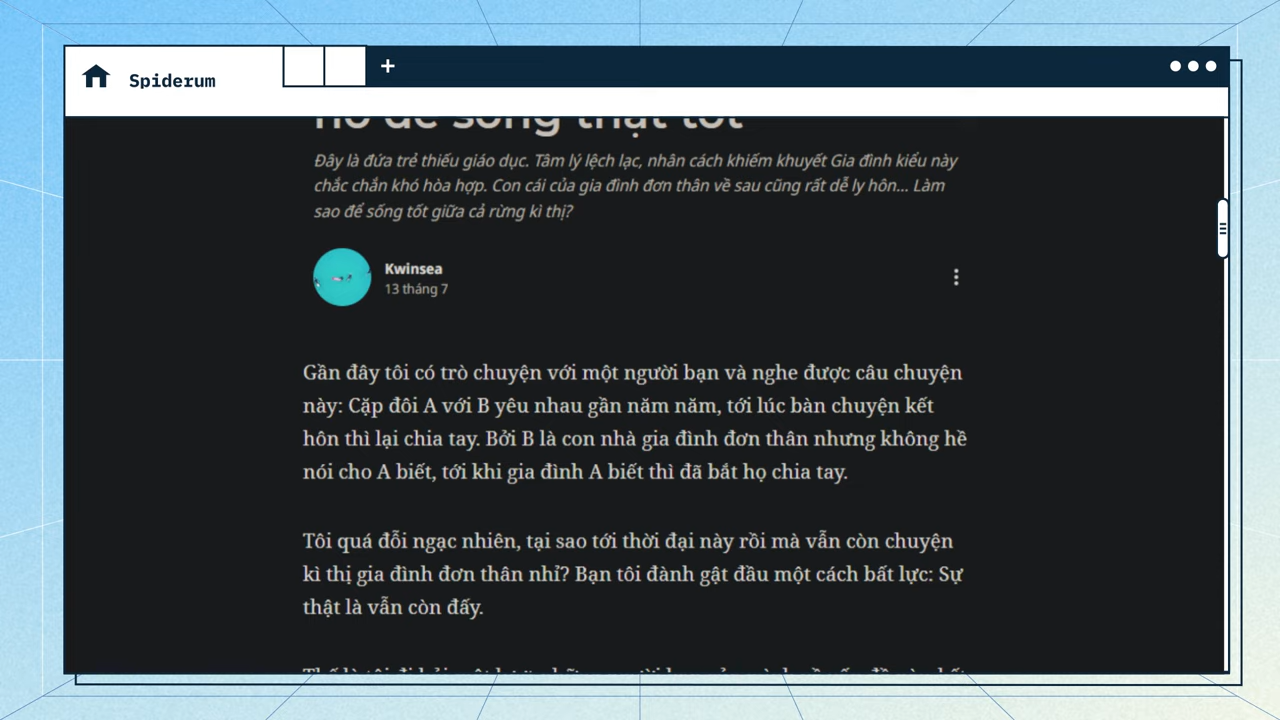 Spiderum
nó để sống thật tốt
Đây là đứa trẻ thiếu giáo dục. Tâm lý lệch lạc, nhân cách khiếm khuyết Gia đình kiểu này
chắc chắn khó hòa hợp. Con cái của gia đình đơn thân về sau cũng rất dễ ly hôn... Làm
sao để sống tốt giữa cả rừng kì thị?
Kwinsea
13 tháng 7
Gần đây tôi có trò chuyện với một người bạn và nghe được câu chuyện
này: Cặp đôi A với B yêu nhau gần năm năm, tới lúc bàn chuyện kết
hôn thì lại chia tay. Bởi B là con nhà gia đình đơn thân nhưng không hề
nói cho A biết, tới khi gia đình A biết thì đã bắt họ chia tay.
Tôi quá đỗi ngạc nhiên, tại sao tới thời đại này rồi mà vẫn còn chuyện
kì thị gia đình đơn thân nhỉ? Bạn tôi đành gật đầu một cách bất lực: Sự
thật là vẫn còn đấy.